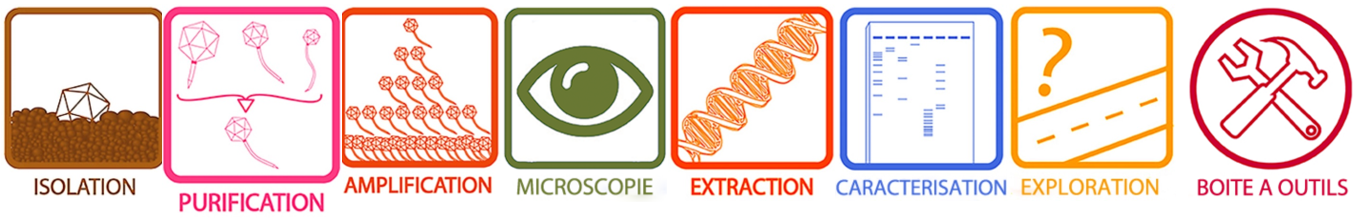 ?
ISOLATION
PURIFICATION
AMPLIFICATION
MICROSCOPIE
EXTRACTION
CARACTERISATION
EXPLORATION
BOITE A OUTILS